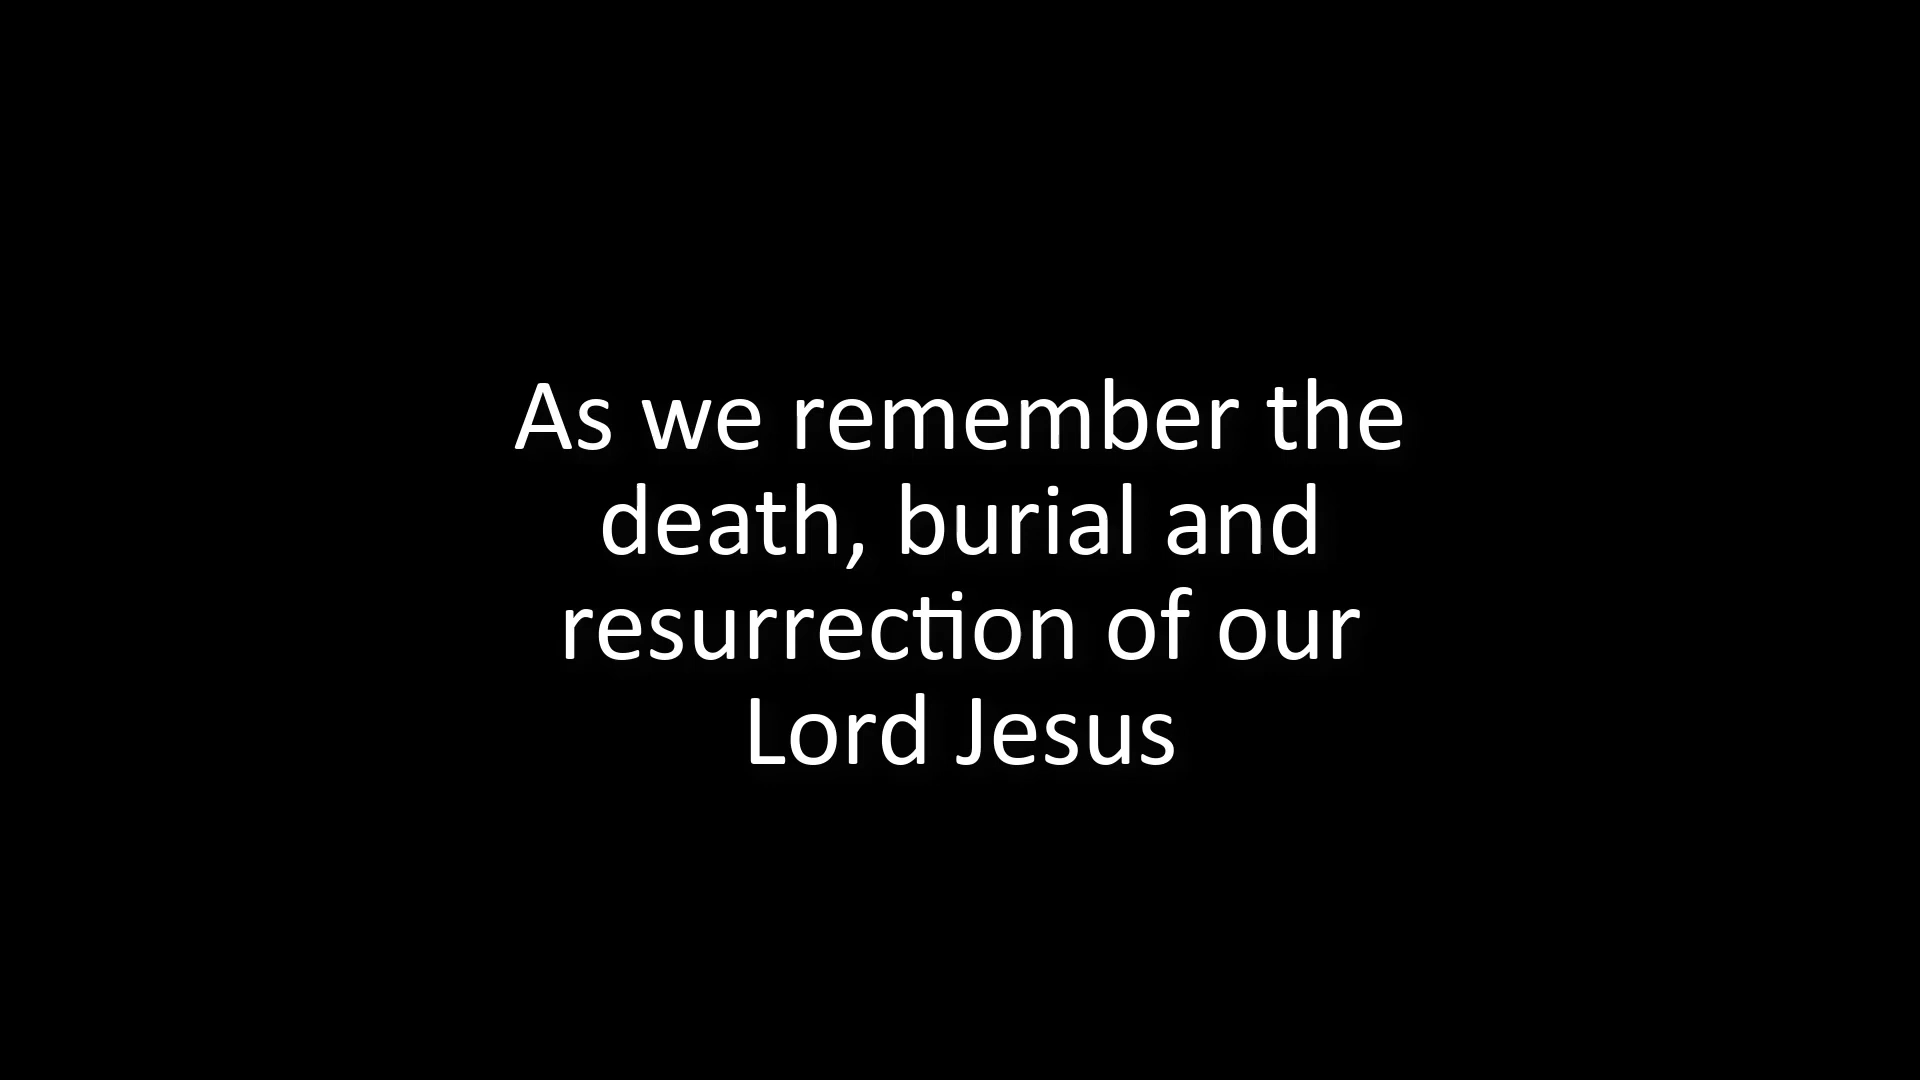 As we remember the
death, burial and
resurrection of our
Lord Jesus